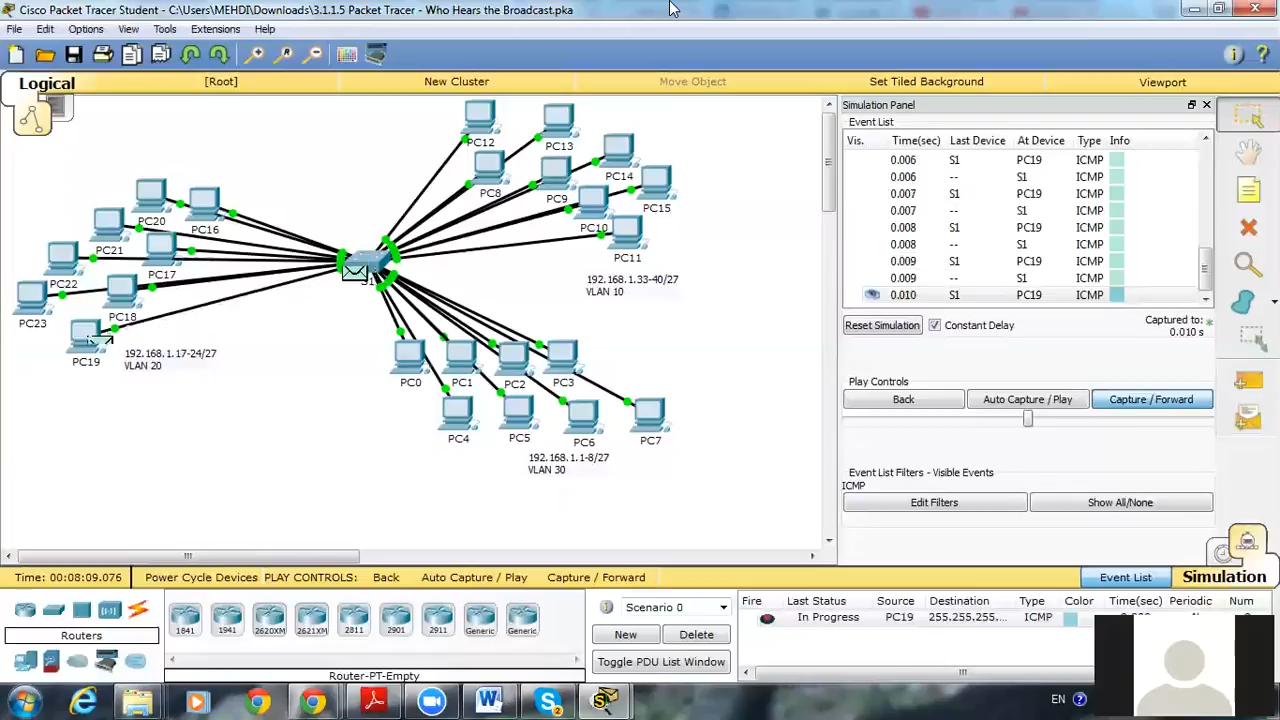 Cisco Packet Tracer Student - C:\Users\MEHDI\Downloads\3.1.1.5 Packet Tracer - Who Hears the Broadcast.pka
File Edit Options View Tools Extensions Help
Logical [Root] New Cluster Move Object Set Tiled Background Viewport
PC12
PC13
PC14
PC8
PC9
PC15
PC10
PC11
192.168.1.33-40/27
VLAN 10
PC20
PC16
PC21
PC17
PC22
PC18
PC23
PC19
192.168.1.17-24/27
VLAN 20
S1
PC0 PC1 PC2 PC3
PC4 PC5 PC6 PC7
192.168.1.1-8/27
VLAN 30
Simulation Panel
Event List
Vis. Time(sec) Last Device At Device Type Info
0.006 S1 PC19 ICMP
0.006 -- S1 ICMP
0.007 S1 PC19 ICMP
0.007 -- S1 ICMP
0.008 S1 PC19 ICMP
0.008 -- S1 ICMP
0.009 S1 PC19 ICMP
0.009 -- S1 ICMP
0.010 S1 PC19 ICMP
Reset Simulation Constant Delay Captured to: *
0.010 s
Play Controls
Back Auto Capture / Play Capture / Forward
Event List Filters - Visible Events
ICMP
Edit Filters Show All/None
Time: 00:08:09.076 Power Cycle Devices PLAY CONTROLS: Back Auto Capture / Play Capture / Forward Event List Simulation
Routers
1841 1941 2620XM 2621XM 2811 2901 2911 Generic Generic
Router-PT-Empty
Scenario 0
New Delete
Toggle PDU List Window
Fire Last Status Source Destination Type Color Time(sec) Periodic Num
In Progress PC19 255.255.255,... ICMP
EN